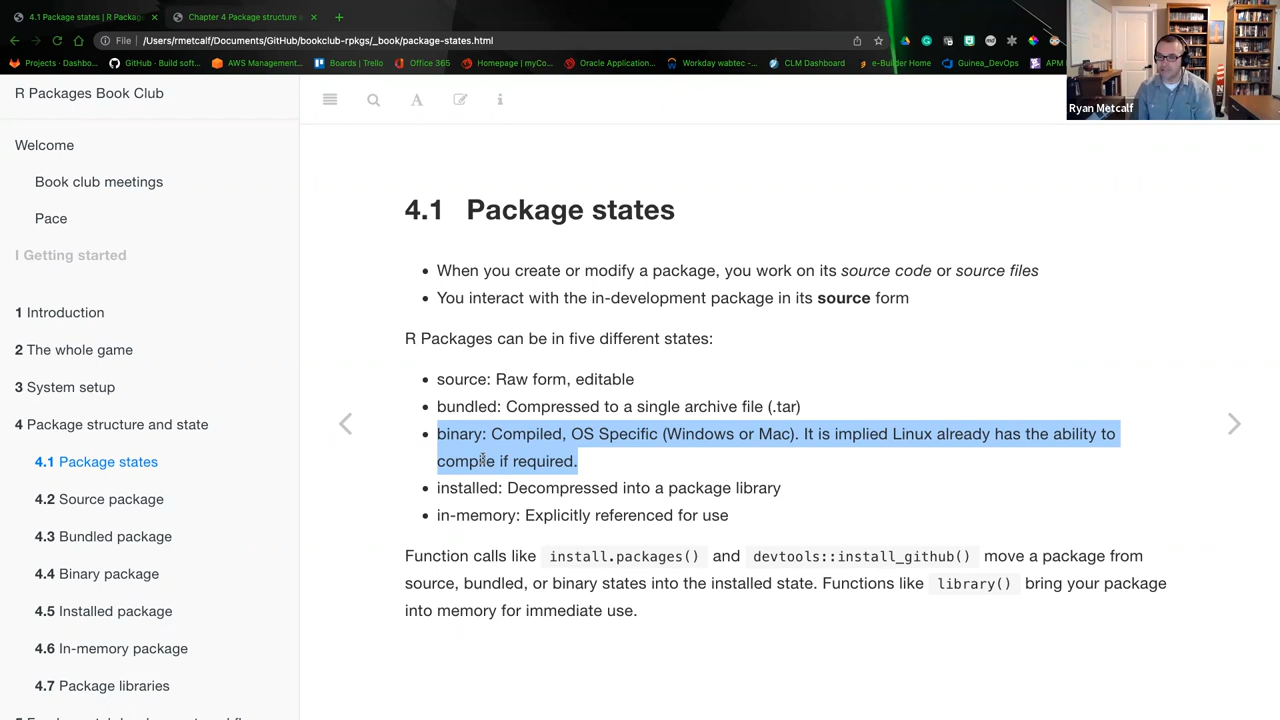 4.1 Package states | R Packag
Chapter 4 Package structure a
File
/Users/rmetcalf/Documents/GitHub/bookclub-rpkgs/_book/package-states.html
Projects · Dashbo...
GitHub · Build soft...
AWS Management...
Boards | Trello
Office 365
Homepage | myCo...
Oracle Application...
Workday wabtec -...
CLM Dashboard
e-Builder Home
Guinea_DevOps
APM
Ryan Metcalf
R Packages Book Club
Welcome
Book club meetings
Pace
I Getting started
1 Introduction
2 The whole game
3 System setup
4 Package structure and state
4.1 Package states
4.2 Source package
4.3 Bundled package
4.4 Binary package
4.5 Installed package
4.6 In-memory package
4.7 Package libraries
4.1 Package states
• When you create or modify a package, you work on its source code or source files
• You interact with the in-development package in its source form
R Packages can be in five different states:
• source: Raw form, editable
• bundled: Compressed to a single archive file (.tar)
• binary: Compiled, OS Specific (Windows or Mac). It is implied Linux already has the ability to
compile if required.
• installed: Decompressed into a package library
• in-memory: Explicitly referenced for use
Function calls like install.packages() and devtools::install_github() move a package from
source, bundled, or binary states into the installed state. Functions like library() bring your package
into memory for immediate use.